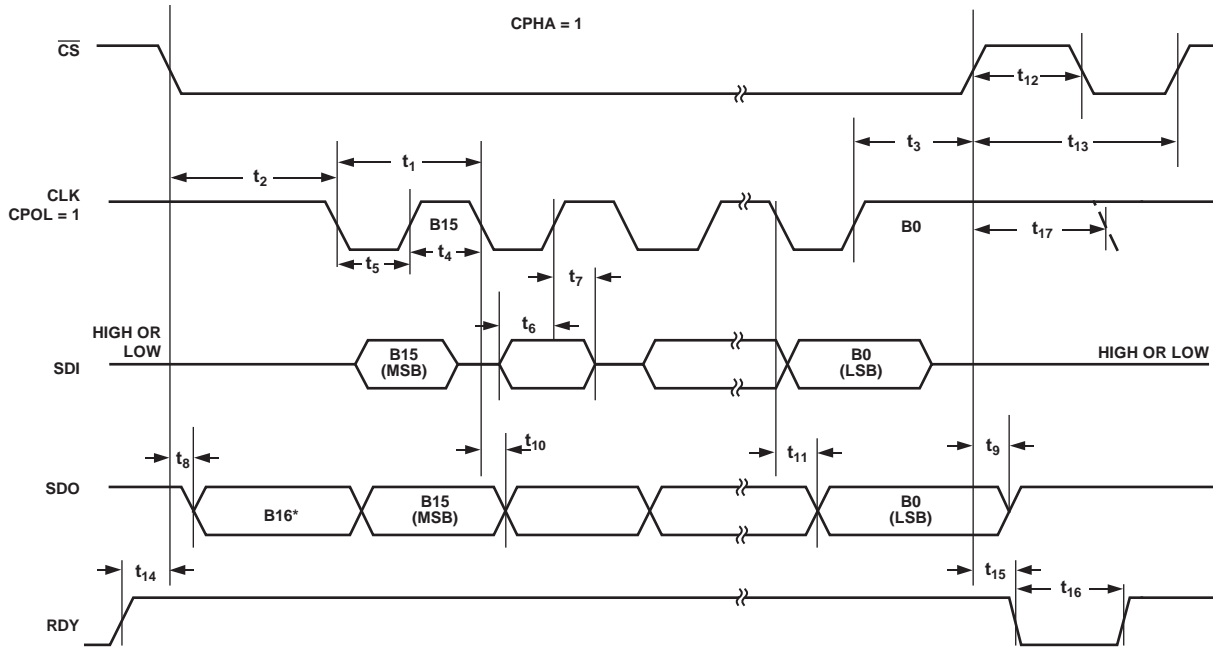 CPHA = 1
CS
t12
t3
t13
t1
t2
CLK
CPOL = 1
B15
B0
t17
t4
t5
t7
t6
HIGH OR
LOW
SDI
B15
(MSB)
B0
(LSB)
HIGH OR LOW
t8
t10
t11
t9
SDO
B16*
B15
(MSB)
B0
(LSB)
t14
t15
t16
RDY